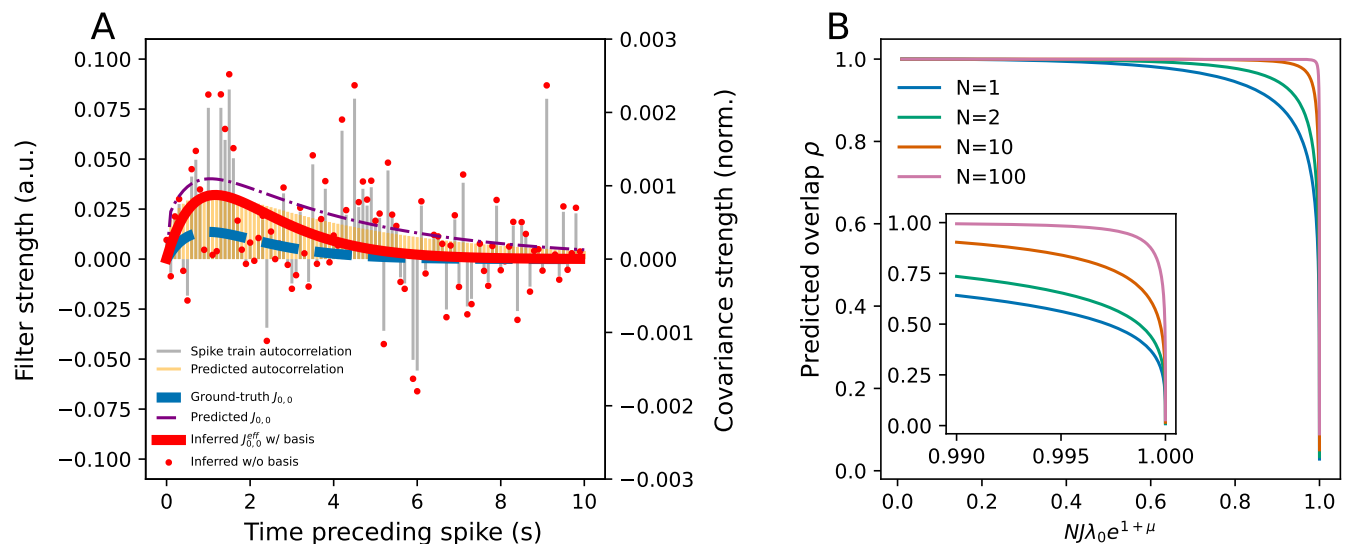 A
Filter strength (a.u.)
0.100
0.075
0.050
0.025
0.000
−0.025
−0.050
−0.075
−0.100
0.003
0.002
0.001
0.000
−0.001
−0.002
−0.003
Covariance strength (norm.)
Spike train autocorrelation
Predicted autocorrelation
Ground-truth J0,0
Predicted J0,0
Inferred J0,0^eff w/ basis
Inferred w/o basis
0 2 4 6 8 10
Time preceding spike (s)
B
Predicted overlap ρ
1.0
0.8
0.6
0.4
0.2
0.0
N=1
N=2
N=10
N=100
1.00
0.75
0.50
0.25
0.00
0.990 0.995 1.000
0.0 0.2 0.4 0.6 0.8 1.0
NJλ₀e^{1+μ}